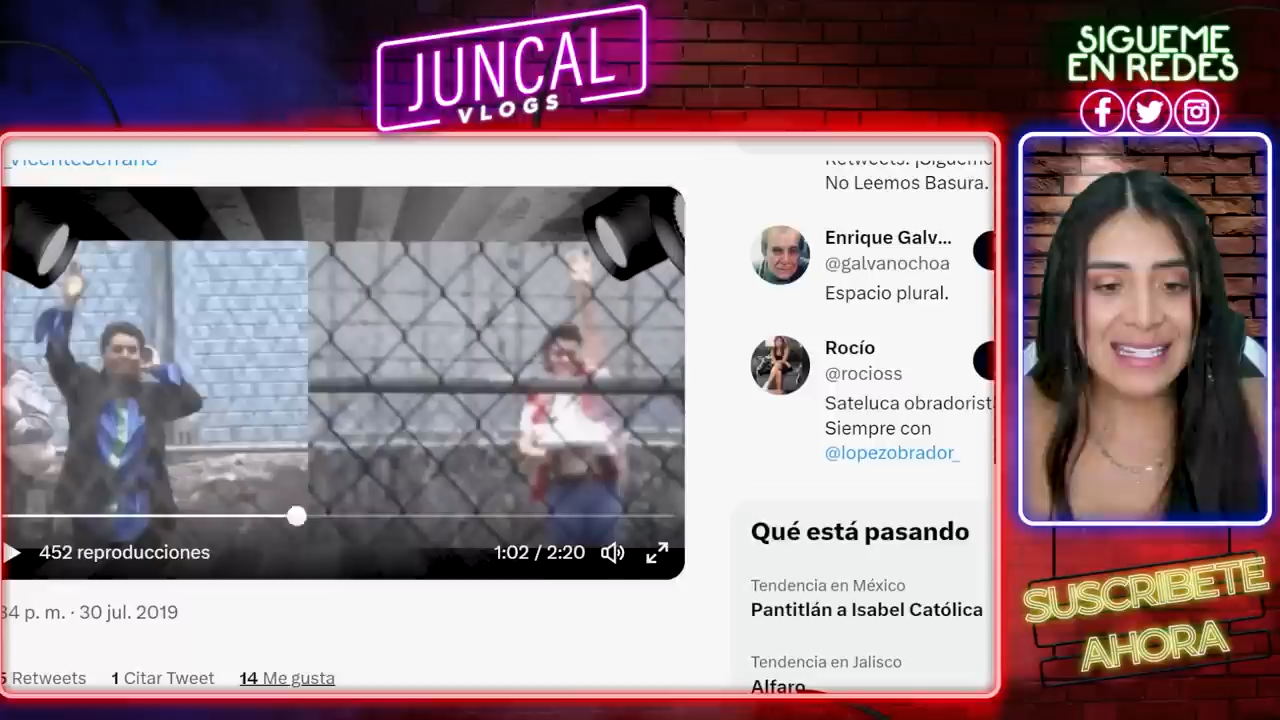 JUNCAL
VLOGS
SIGUEME
EN REDES
_VicenteSerrano
452 reproducciones
1:02 / 2:20
34 p. m. · 30 jul. 2019
5 Retweets 1 Citar Tweet 14 Me gusta
Retweets. ¡Sígueme
No Leemos Basura.
Enrique Galv...
@galvanochoa
Espacio plural.
Rocío
@rocioss
Sateluca obradorist
Siempre con
@lopezobrador_
Qué está pasando
Tendencia en México
Pantitlán a Isabel Católica
Tendencia en Jalisco
Alfaro
SUSCRIBETE
AHORA